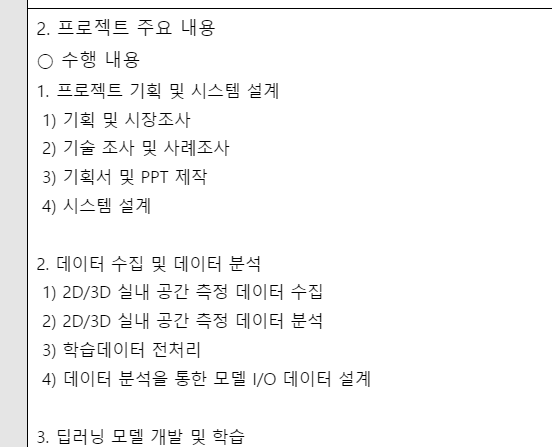 2. 프로젝트 주요 내용
○ 수행 내용
1. 프로젝트 기획 및 시스템 설계
1) 기획 및 시장조사
2) 기술 조사 및 사례조사
3) 기획서 및 PPT 제작
4) 시스템 설계
2. 데이터 수집 및 데이터 분석
1) 2D/3D 실내 공간 측정 데이터 수집
2) 2D/3D 실내 공간 측정 데이터 분석
3) 학습데이터 전처리
4) 데이터 분석을 통한 모델 I/O 데이터 설계
3. 딥러닝 모델 개발 및 학습